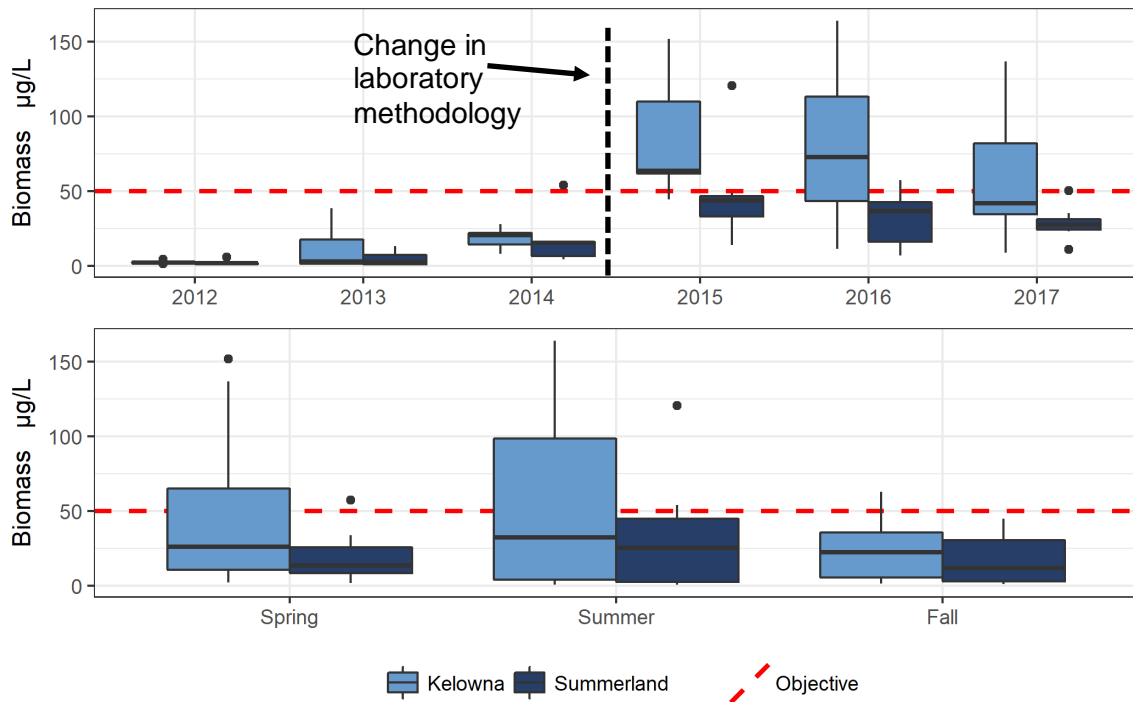 Biomass µg/L
150
100
50
0
Change in
laboratory
methodology
2012 2013 2014 2015 2016 2017
Biomass µg/L
150
100
50
0
Spring Summer Fall
Kelowna Summerland Objective